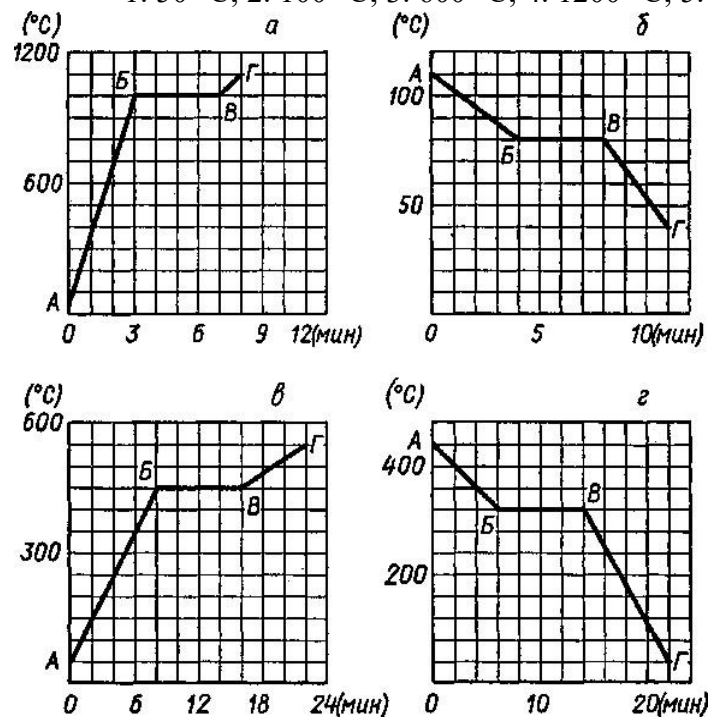 1. 50 °C; 2. 100 °C; 3. 600 °C; 4. 1200 °C; 5.
(°C) а
1200
600
Б
В
Г
А
0 3 6 9 12(мин)
(°C) б
А
100
50
Б
В
Г
0 5 10(мин)
(°C) в
600
300
Б
В
Г
А
0 6 12 18 24(мин)
(°C) г
А
400
200
Б
В
Г
0 10 20(мин)